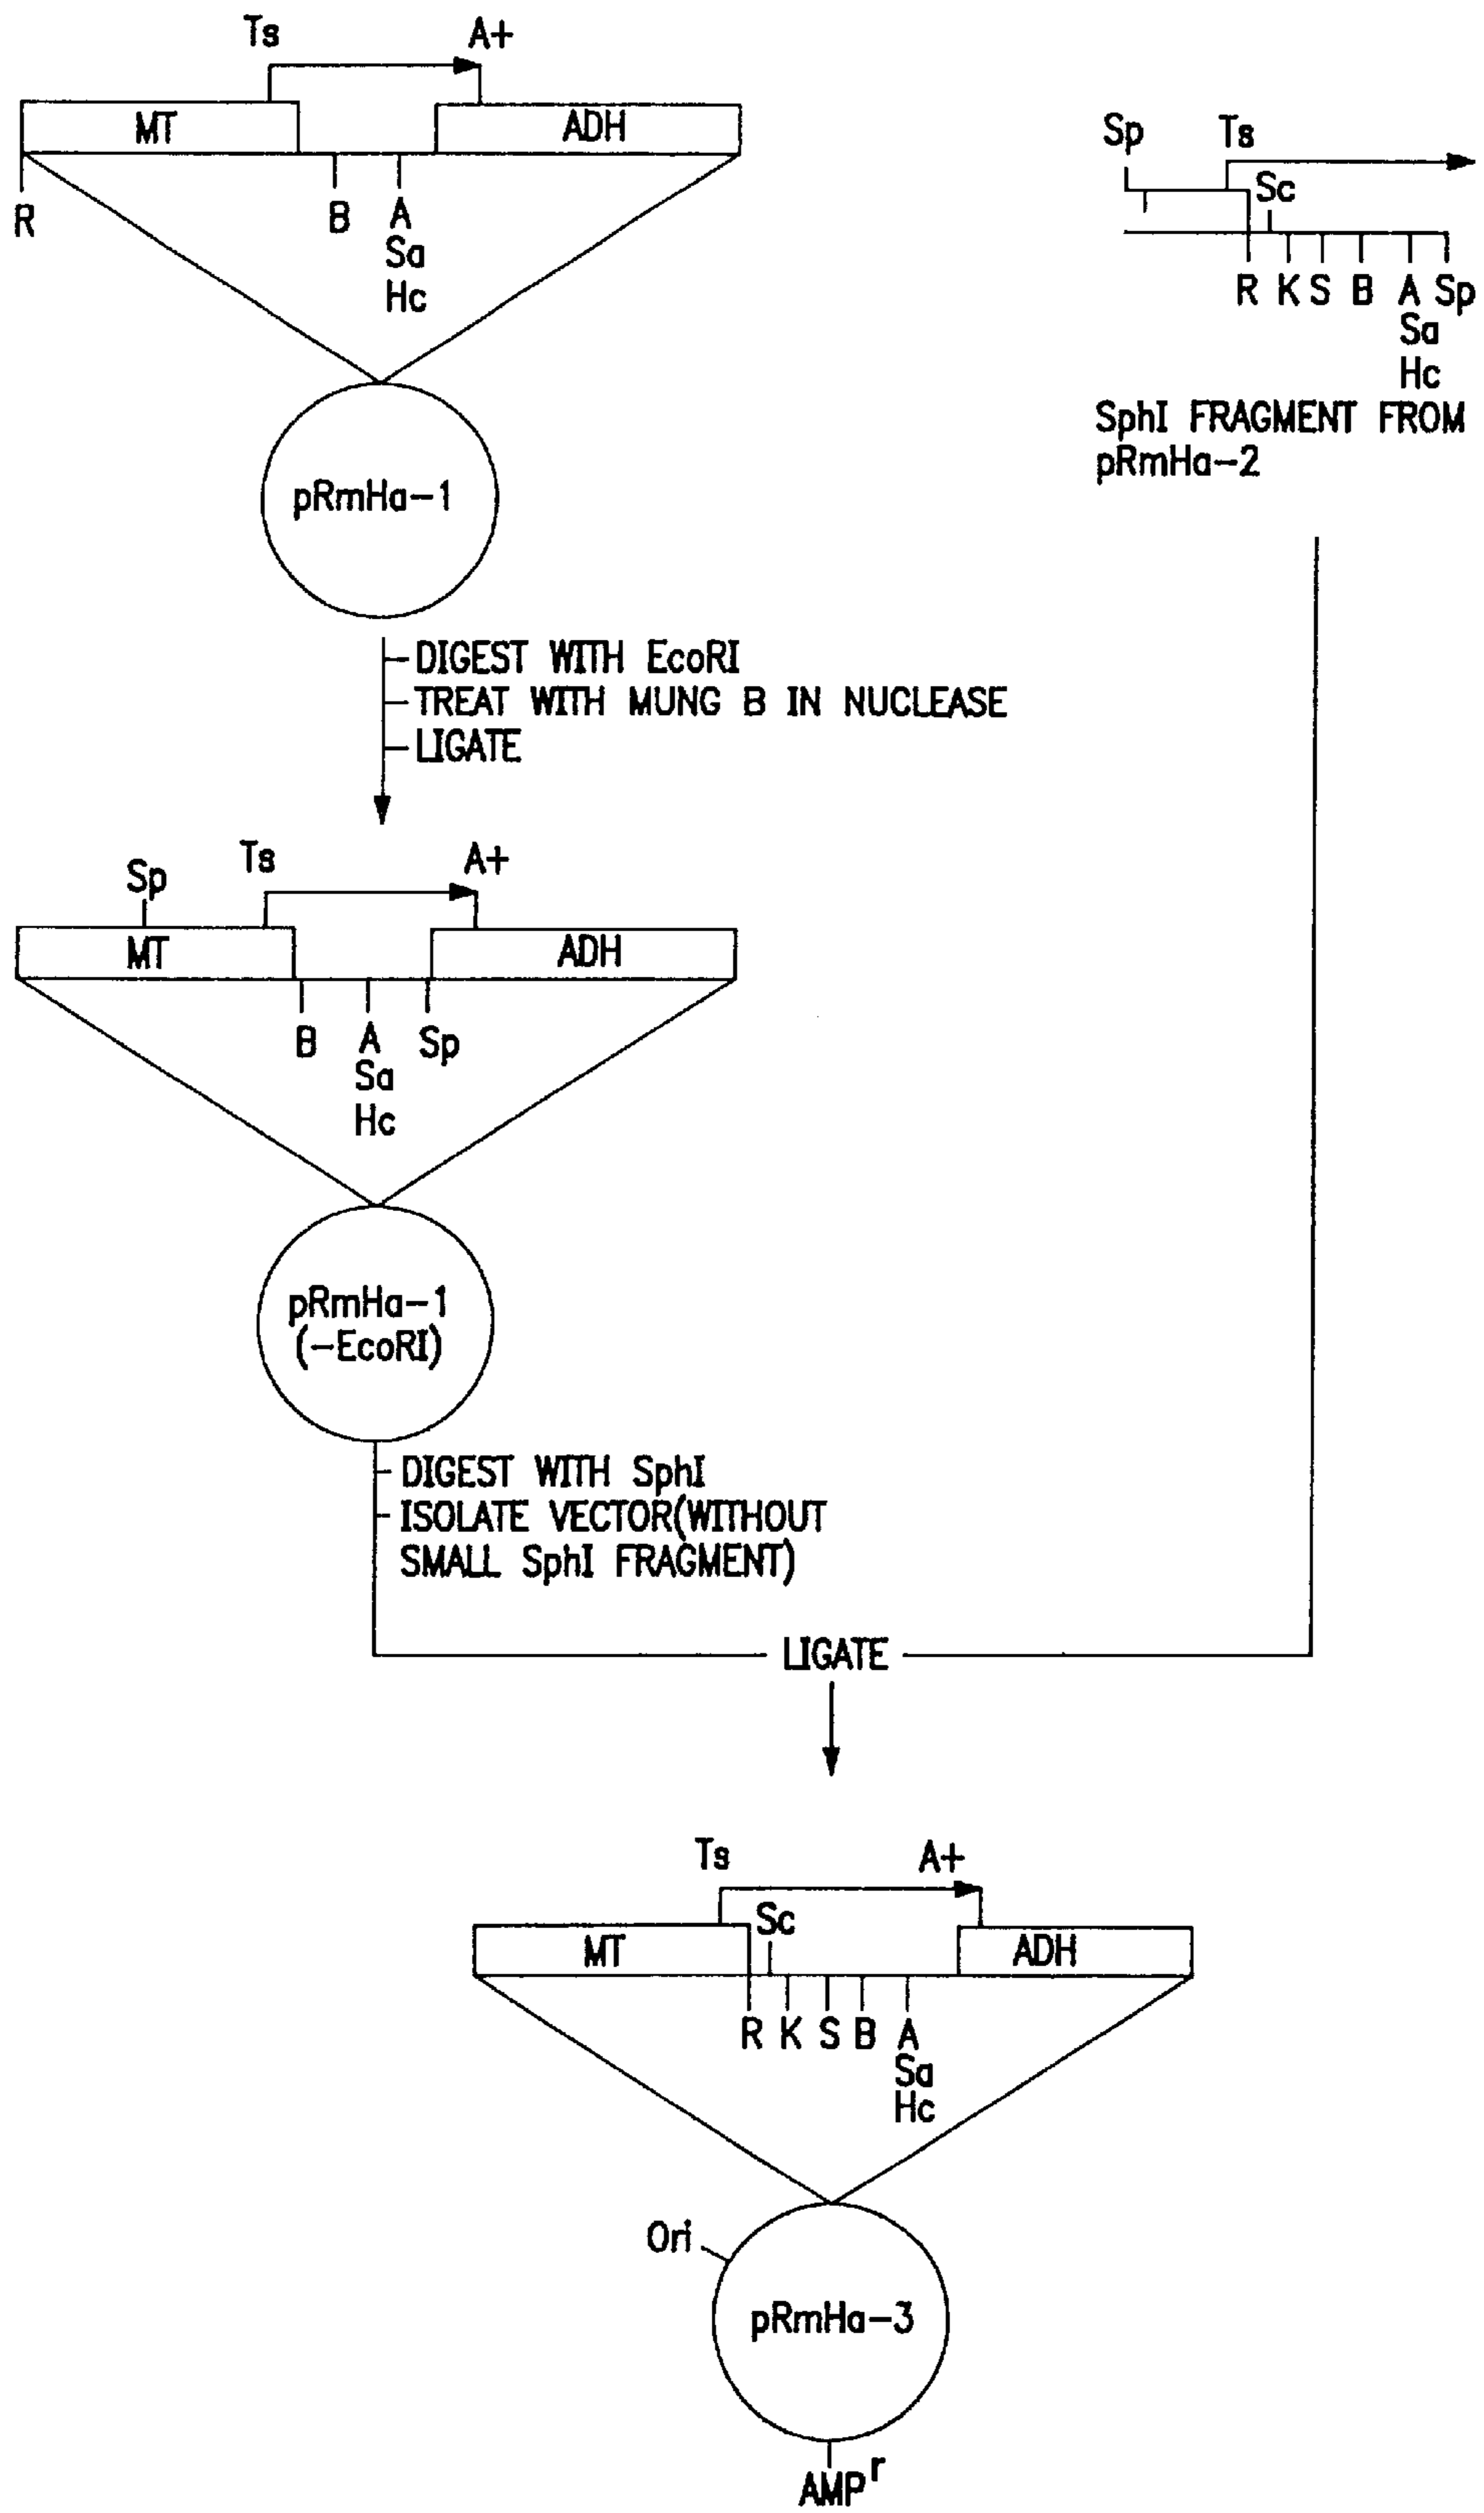 Ts A+
MT ADH
R B A
Sa
Hc
pRmHa-1
Sp Ts
Sc
R K S B A Sp
Sa
Hc
SphI FRAGMENT FROM
pRmHa-2
DIGEST WITH EcoRI
TREAT WITH MUNG B IN NUCLEASE
LIGATE
Sp Ts A+
MT ADH
B A Sp
Sa
Hc
pRmHa-1
(-EcoRI)
DIGEST WITH SphI
ISOLATE VECTOR(WITHOUT
SMALL SphI FRAGMENT)
LIGATE
Ts A+
Sc
MT ADH
R K S B A
Sa
Hc
Ori
pRmHa-3
AMPr